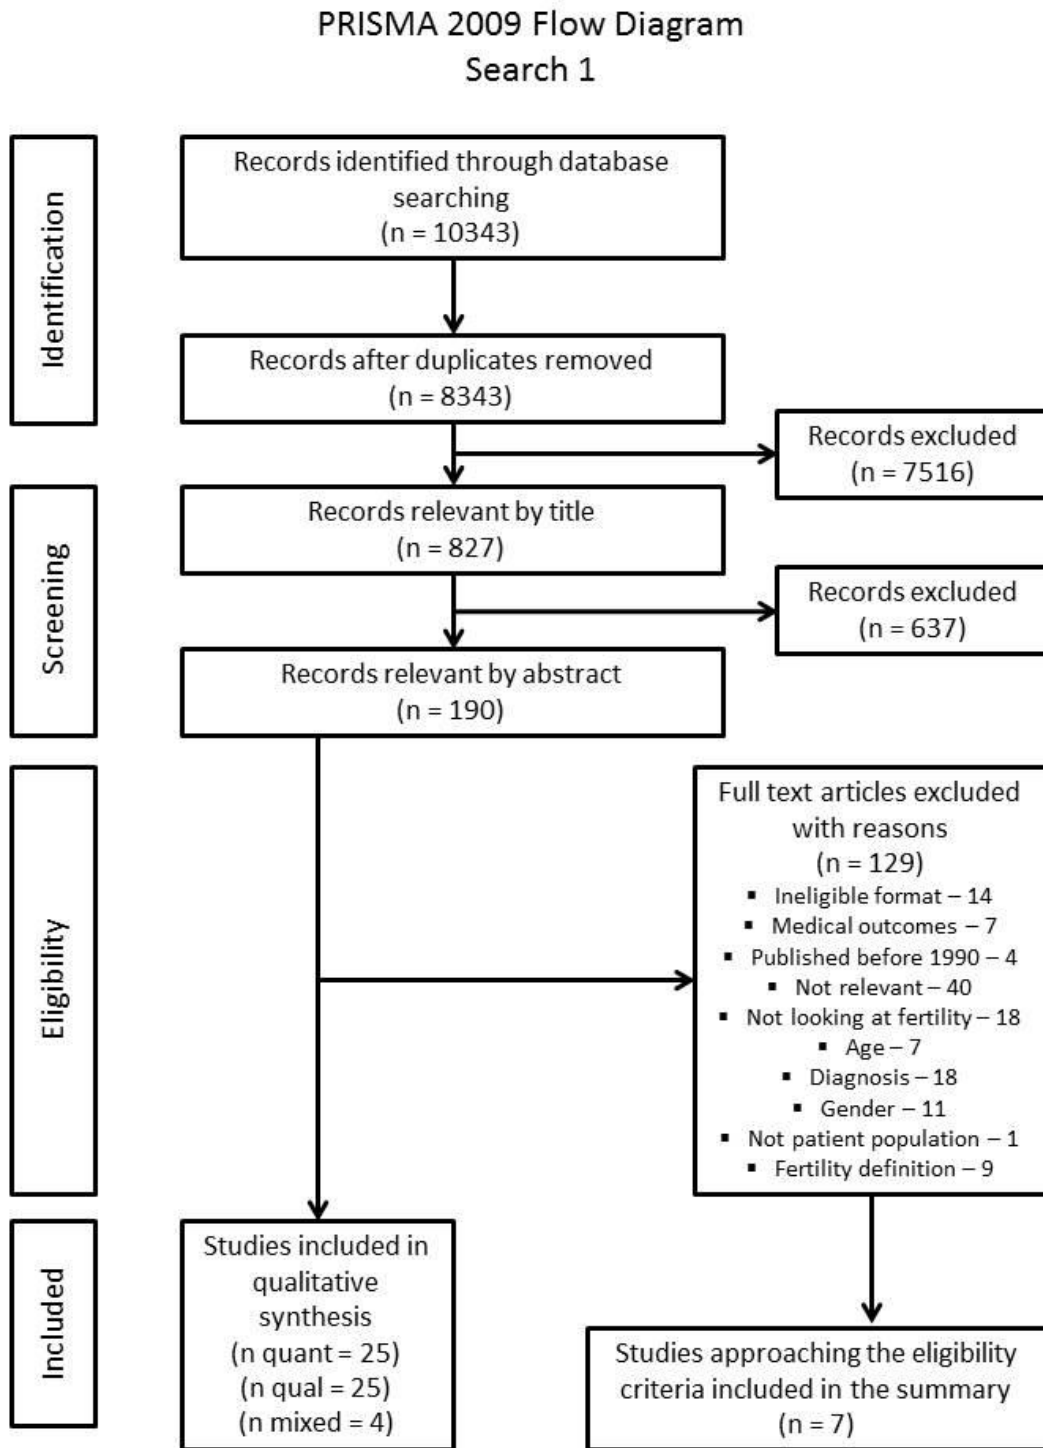 PRISMA 2009 Flow Diagram
Search 1
Identification
Records identified through database
searching
(n = 10343)
Records after duplicates removed
(n = 8343)
Records excluded
(n = 7516)
Screening
Records relevant by title
(n = 827)
Records excluded
(n = 637)
Records relevant by abstract
(n = 190)
Eligibility
Full text articles excluded
with reasons
(n = 129)
▪ Ineligible format – 14
▪ Medical outcomes – 7
▪ Published before 1990 – 4
▪ Not relevant – 40
▪ Not looking at fertility – 18
▪ Age – 7
▪ Diagnosis – 18
▪ Gender – 11
▪ Not patient population – 1
▪ Fertility definition – 9
Included
Studies included in
qualitative
synthesis
(n quant = 25)
(n qual = 25)
(n mixed = 4)
Studies approaching the eligibility
criteria included in the summary
(n = 7)